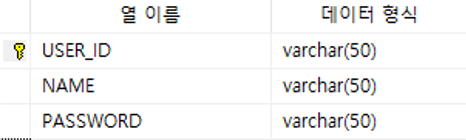 열 이름 데이터 형식
USER_ID varchar(50)
NAME varchar(50)
PASSWORD varchar(50)